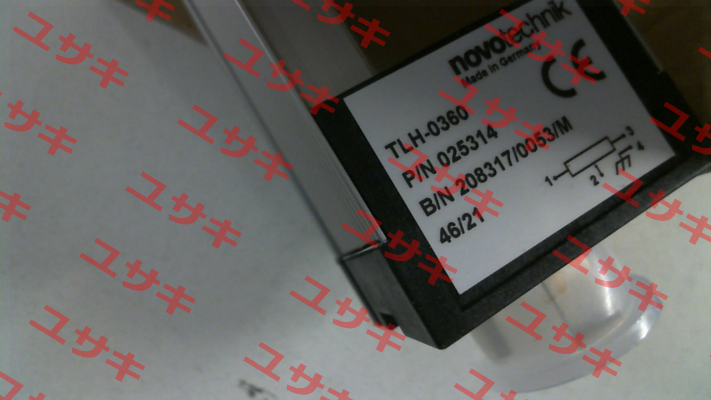 novotechnik
Made in Germany
CE
TLH-0360
P/N 025314
B/N 208317/0053/M
46/21
1
2
3
4
ユサキ